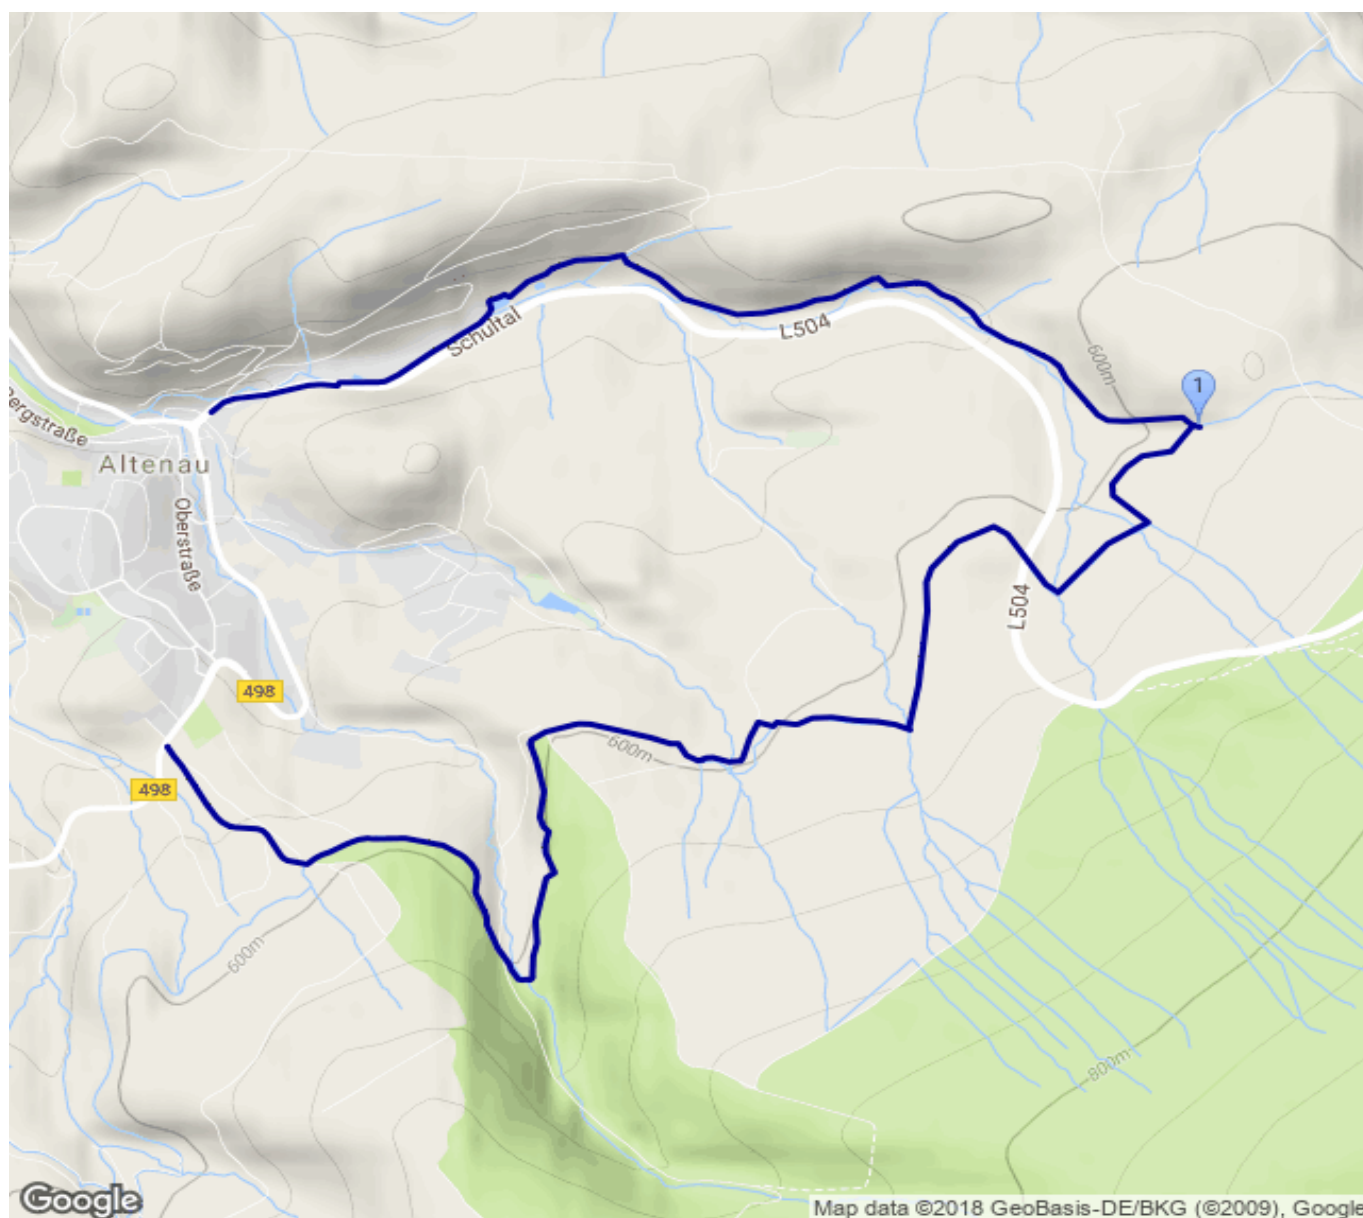 Schultal
L504
600m
1
Bergstraße
Altenau
Oberstraße
L504
498
600m
498
600m
800m
Google
Map data ©2018 GeoBasis-DE/BKG (©2009), Google